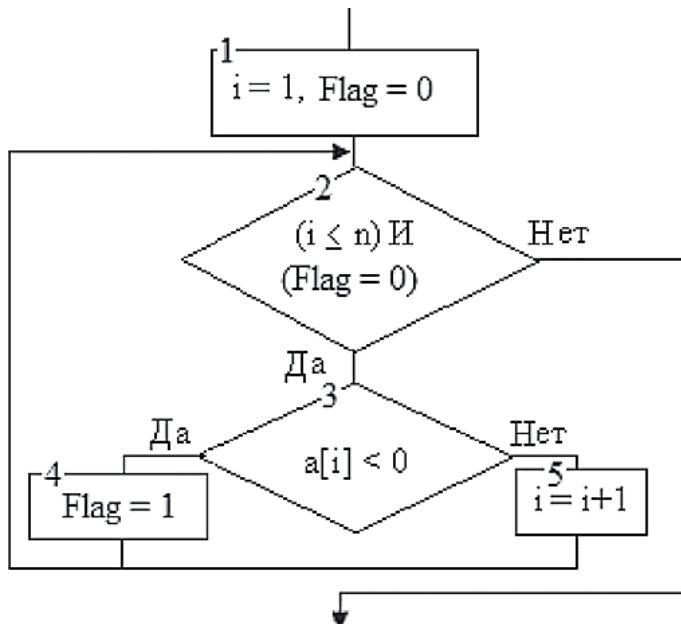 1
i = 1, Flag = 0
2
(i ≤ n) И
(Flag = 0)
Нет
Да
3
a[i] < 0
Да
Нет
4
Flag = 1
5
i = i+1